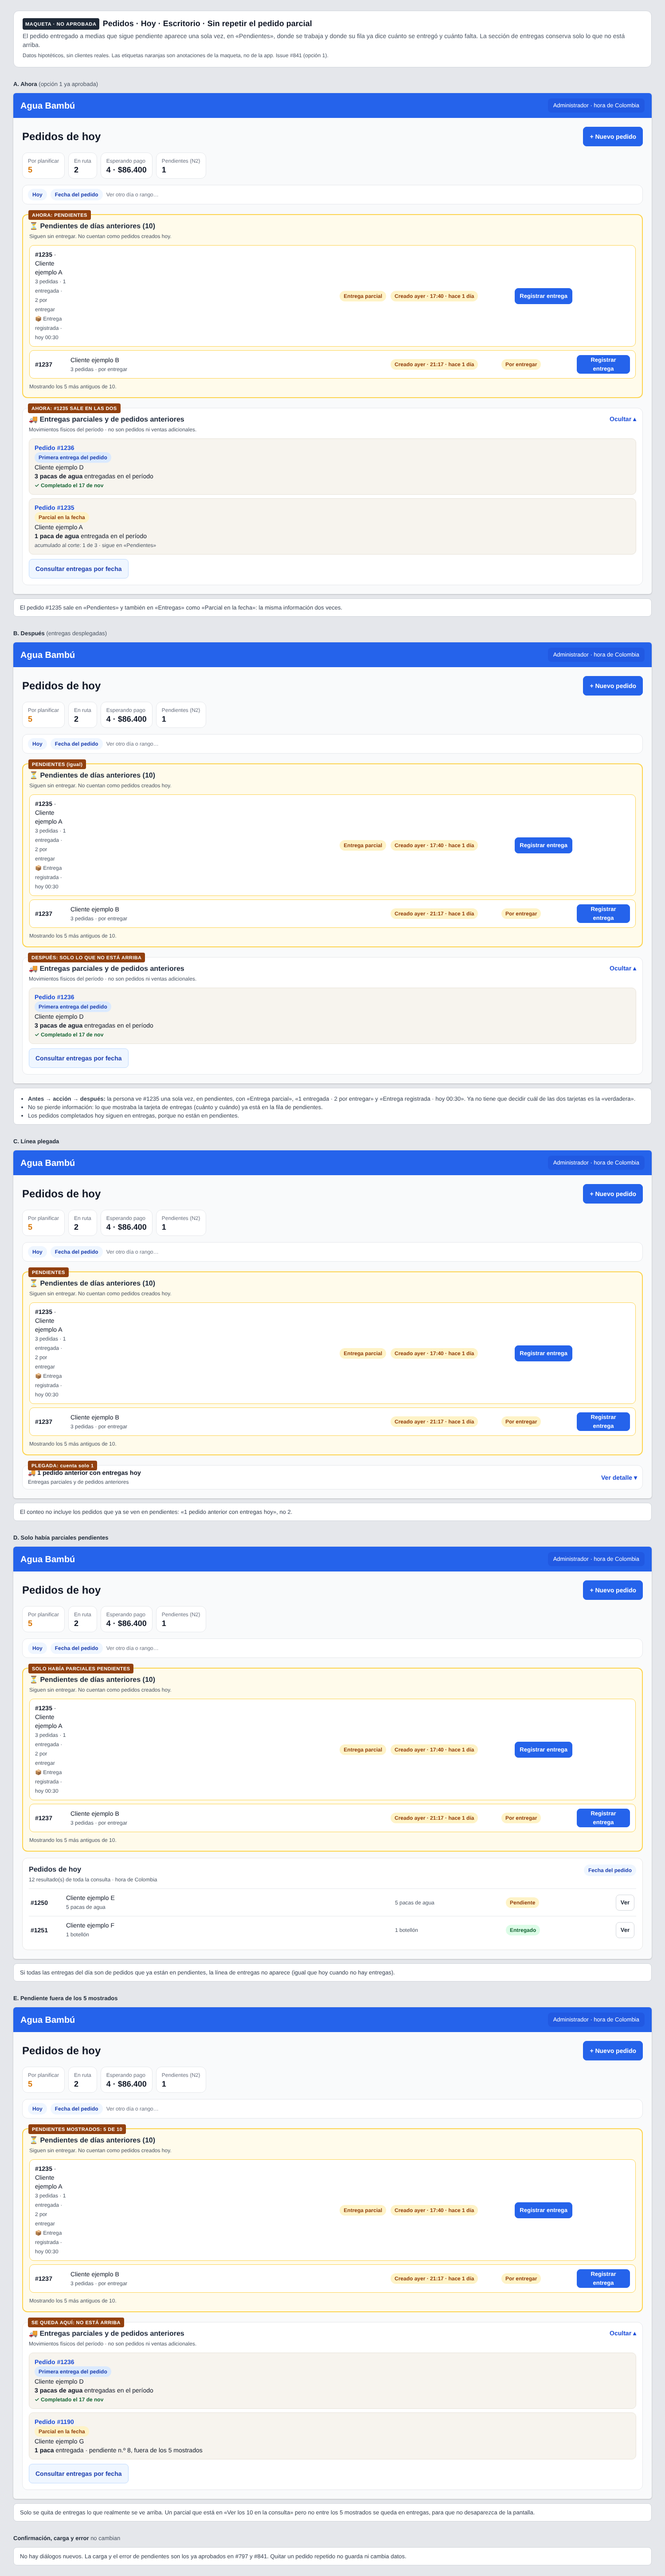 MAQUETA · NO APROBADA Pedidos · Hoy · Escritorio · Sin repetir el pedido parcial
El pedido entregado a medias que sigue pendiente aparece una sola vez, en «Pendientes», donde se trabaja y donde su fila ya dice cuánto se entregó y cuánto falta. La sección de entregas conserva solo lo que no está
arriba.
Datos hipotéticos, sin clientes reales. Las etiquetas naranjas son anotaciones de la maqueta, no de la app. Issue #841 (opción 1).
A. Ahora (opción 1 ya aprobada)
Agua Bambú
Administrador · hora de Colombia
Pedidos de hoy
+ Nuevo pedido
Por planificar
5
En ruta
2
Esperando pago
4 · $86.400
Pendientes (N2)
1
Hoy Fecha del pedido Ver otro día o rango…
AHORA: PENDIENTES
⏳ Pendientes de días anteriores (10)
Siguen sin entregar. No cuentan como pedidos creados hoy.
#1235 ·
Cliente
ejemplo A
3 pedidas · 1
entregada ·
2 por
entregar
📦 Entrega
registrada ·
hoy 00:30
Entrega parcial
Creado ayer · 17:40 · hace 1 día
Registrar entrega
#1237
Cliente ejemplo B
3 pedidas · por entregar
Creado ayer · 21:17 · hace 1 día
Por entregar
Registrar
entrega
Mostrando los 5 más antiguos de 10.
AHORA: #1235 SALE EN LAS DOS
🚚 Entregas parciales y de pedidos anteriores
Ocultar ▴
Movimientos físicos del período · no son pedidos ni ventas adicionales.
Pedido #1236
Primera entrega del pedido
Cliente ejemplo D
3 pacas de agua entregadas en el período
✓ Completado el 17 de nov
Pedido #1235
Parcial en la fecha
Cliente ejemplo A
1 paca de agua entregada en el período
acumulado al corte: 1 de 3 · sigue en «Pendientes»
Consultar entregas por fecha
El pedido #1235 sale en «Pendientes» y también en «Entregas» como «Parcial en la fecha»: la misma información dos veces.
B. Después (entregas desplegadas)
Agua Bambú
Administrador · hora de Colombia
Pedidos de hoy
+ Nuevo pedido
Por planificar
5
En ruta
2
Esperando pago
4 · $86.400
Pendientes (N2)
1
Hoy Fecha del pedido Ver otro día o rango…
PENDIENTES (igual)
⏳ Pendientes de días anteriores (10)
Siguen sin entregar. No cuentan como pedidos creados hoy.
#1235 ·
Cliente
ejemplo A
3 pedidas · 1
entregada ·
2 por
entregar
📦 Entrega
registrada ·
hoy 00:30
Entrega parcial
Creado ayer · 17:40 · hace 1 día
Registrar entrega
#1237
Cliente ejemplo B
3 pedidas · por entregar
Creado ayer · 21:17 · hace 1 día
Por entregar
Registrar
entrega
Mostrando los 5 más antiguos de 10.
DESPUÉS: SOLO LO QUE NO ESTÁ ARRIBA
🚚 Entregas parciales y de pedidos anteriores
Ocultar ▴
Movimientos físicos del período · no son pedidos ni ventas adicionales.
Pedido #1236
Primera entrega del pedido
Cliente ejemplo D
3 pacas de agua entregadas en el período
✓ Completado el 17 de nov
Consultar entregas por fecha
• Antes → acción → después: la persona ve #1235 una sola vez, en pendientes, con «Entrega parcial», «1 entregada · 2 por entregar» y «Entrega registrada · hoy 00:30». Ya no tiene que decidir cuál de las dos tarjetas es la «verdadera».
• No se pierde información: lo que mostraba la tarjeta de entregas (cuánto y cuándo) ya está en la fila de pendientes.
• Los pedidos completados hoy siguen en entregas, porque no están en pendientes.
C. Línea plegada
Agua Bambú
Administrador · hora de Colombia
Pedidos de hoy
+ Nuevo pedido
Por planificar
5
En ruta
2
Esperando pago
4 · $86.400
Pendientes (N2)
1
Hoy Fecha del pedido Ver otro día o rango…
PENDIENTES
⏳ Pendientes de días anteriores (10)
Siguen sin entregar. No cuentan como pedidos creados hoy.
#1235 ·
Cliente
ejemplo A
3 pedidas · 1
entregada ·
2 por
entregar
📦 Entrega
registrada ·
hoy 00:30
Entrega parcial
Creado ayer · 17:40 · hace 1 día
Registrar entrega
#1237
Cliente ejemplo B
3 pedidas · por entregar
Creado ayer · 21:17 · hace 1 día
Por entregar
Registrar
entrega
Mostrando los 5 más antiguos de 10.
PLEGADA: cuenta solo 1
🚚 1 pedido anterior con entregas hoy
Entregas parciales y de pedidos anteriores
Ver detalle ▾
El conteo no incluye los pedidos que ya se ven en pendientes: «1 pedido anterior con entregas hoy», no 2.
D. Solo había parciales pendientes
Agua Bambú
Administrador · hora de Colombia
Pedidos de hoy
+ Nuevo pedido
Por planificar
5
En ruta
2
Esperando pago
4 · $86.400
Pendientes (N2)
1
Hoy Fecha del pedido Ver otro día o rango…
SOLO HABÍA PARCIALES PENDIENTES
⏳ Pendientes de días anteriores (10)
Siguen sin entregar. No cuentan como pedidos creados hoy.
#1235 ·
Cliente
ejemplo A
3 pedidas · 1
entregada ·
2 por
entregar
📦 Entrega
registrada ·
hoy 00:30
Entrega parcial
Creado ayer · 17:40 · hace 1 día
Registrar entrega
#1237
Cliente ejemplo B
3 pedidas · por entregar
Creado ayer · 21:17 · hace 1 día
Por entregar
Registrar
entrega
Mostrando los 5 más antiguos de 10.
Pedidos de hoy
Fecha del pedido
12 resultado(s) de toda la consulta · hora de Colombia
#1250
Cliente ejemplo E
5 pacas de agua
5 pacas de agua
Pendiente
Ver
#1251
Cliente ejemplo F
1 botellón
1 botellón
Entregado
Ver
Si todas las entregas del día son de pedidos que ya están en pendientes, la línea de entregas no aparece (igual que hoy cuando no hay entregas).
E. Pendiente fuera de los 5 mostrados
Agua Bambú
Administrador · hora de Colombia
Pedidos de hoy
+ Nuevo pedido
Por planificar
5
En ruta
2
Esperando pago
4 · $86.400
Pendientes (N2)
1
Hoy Fecha del pedido Ver otro día o rango…
PENDIENTES MOSTRADOS: 5 DE 10
⏳ Pendientes de días anteriores (10)
Siguen sin entregar. No cuentan como pedidos creados hoy.
#1235 ·
Cliente
ejemplo A
3 pedidas · 1
entregada ·
2 por
entregar
📦 Entrega
registrada ·
hoy 00:30
Entrega parcial
Creado ayer · 17:40 · hace 1 día
Registrar entrega
#1237
Cliente ejemplo B
3 pedidas · por entregar
Creado ayer · 21:17 · hace 1 día
Por entregar
Registrar
entrega
Mostrando los 5 más antiguos de 10.
SE QUEDA AQUÍ: NO ESTÁ ARRIBA
🚚 Entregas parciales y de pedidos anteriores
Ocultar ▴
Movimientos físicos del período · no son pedidos ni ventas adicionales.
Pedido #1236
Primera entrega del pedido
Cliente ejemplo D
3 pacas de agua entregadas en el período
✓ Completado el 17 de nov
Pedido #1190
Parcial en la fecha
Cliente ejemplo G
1 paca entregada · pendiente n.º 8, fuera de los 5 mostrados
Consultar entregas por fecha
Solo se quita de entregas lo que realmente se ve arriba. Un parcial que está en «Ver los 10 en la consulta» pero no entre los 5 mostrados se queda en entregas, para que no desaparezca de la pantalla.
Confirmación, carga y error no cambian
No hay diálogos nuevos. La carga y el error de pendientes son los ya aprobados en #797 y #841. Quitar un pedido repetido no guarda ni cambia datos.